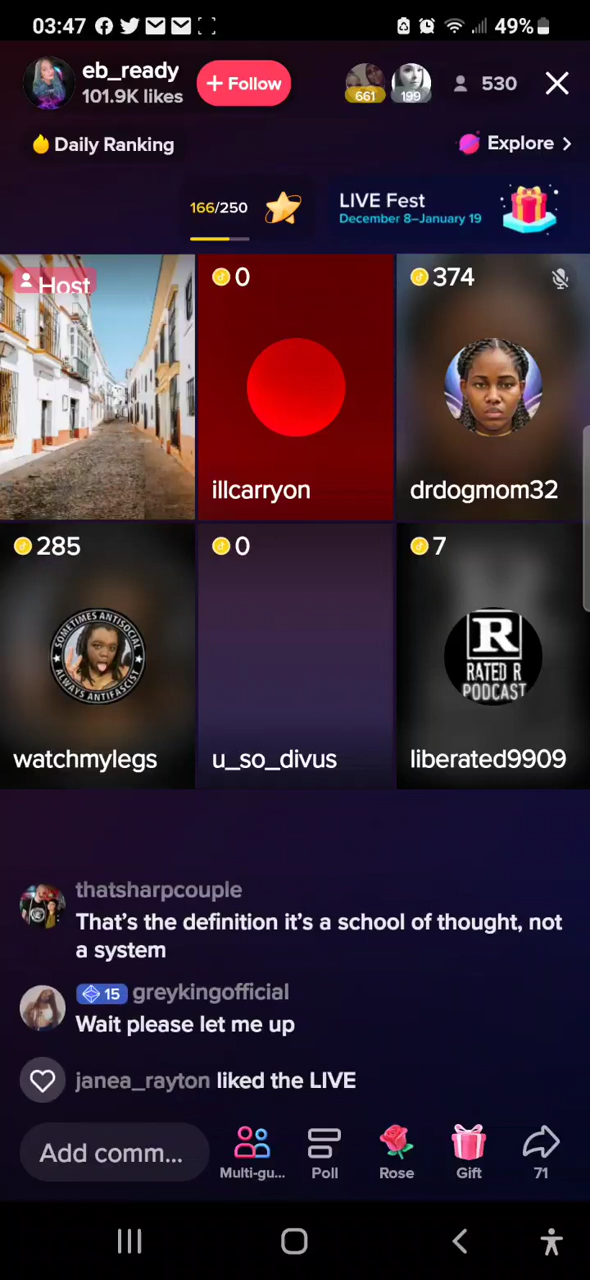 03:47
49%
eb_ready
101.9K likes
+ Follow
661
199
530
Daily Ranking
Explore >
166/250
LIVE Fest
December 8–January 19
Host
0
374
illcarryon
drdogmom32
285
0
7
SOMETIMES ANTISOCIAL
ALWAYS ANTIFASCIST
R
RATED R
PODCAST
watchmylegs
u_so_divus
liberated9909
thatsharpcouple
That's the definition it's a school of thought, not
a system
15 greykingofficial
Wait please let me up
janea_rayton liked the LIVE
Add comm...
Multi-gu...
Poll
Rose
Gift
71